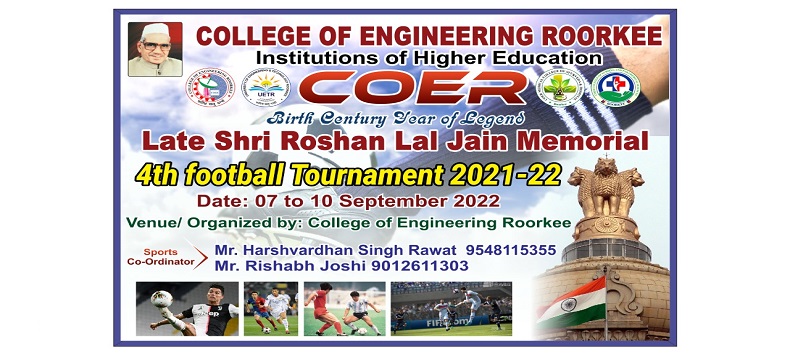 COLLEGE OF ENGINEERING ROORKEE
Institutions of Higher Education
UETR
COER
Birth Century Year of Legend
Late Shri Roshan Lal Jain Memorial
4th football Tournament 2021-22
Date: 07 to 10 September 2022
Venue/ Organized by: College of Engineering Roorkee
Sports
Co-Ordinator
Mr. Harshvardhan Singh Rawat 9548115355
Mr. Rishabh Joshi 9012611303